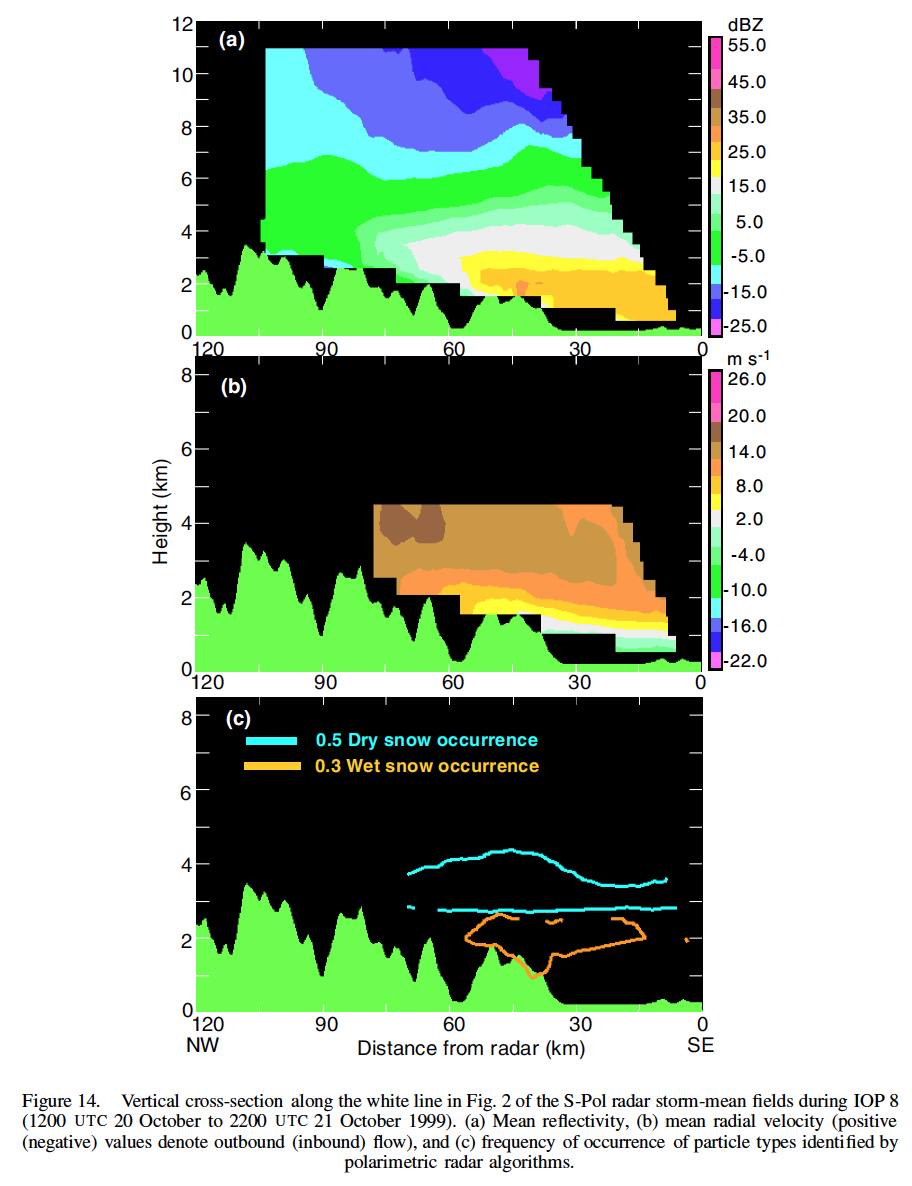 (a)
dBZ
12
10
8
6
4
2
0
55.0
45.0
35.0
25.0
15.0
5.0
-5.0
-15.0
-25.0
120 90 60 30 0
(b)
m s-1
8
6
4
2
0
Height (km)
26.0
20.0
14.0
8.0
2.0
-4.0
-10.0
-16.0
-22.0
120 90 60 30 0
(c)
0.5 Dry snow occurrence
0.3 Wet snow occurrence
8
6
4
2
0
120 90 60 30 0
NW Distance from radar (km) SE
Figure 14. Vertical cross-section along the white line in Fig. 2 of the S-Pol radar storm-mean fields during IOP 8
(1200 UTC 20 October to 2200 UTC 21 October 1999). (a) Mean reflectivity, (b) mean radial velocity (positive
(negative) values denote outbound (inbound) flow), and (c) frequency of occurrence of particle types identified by
polarimetric radar algorithms.